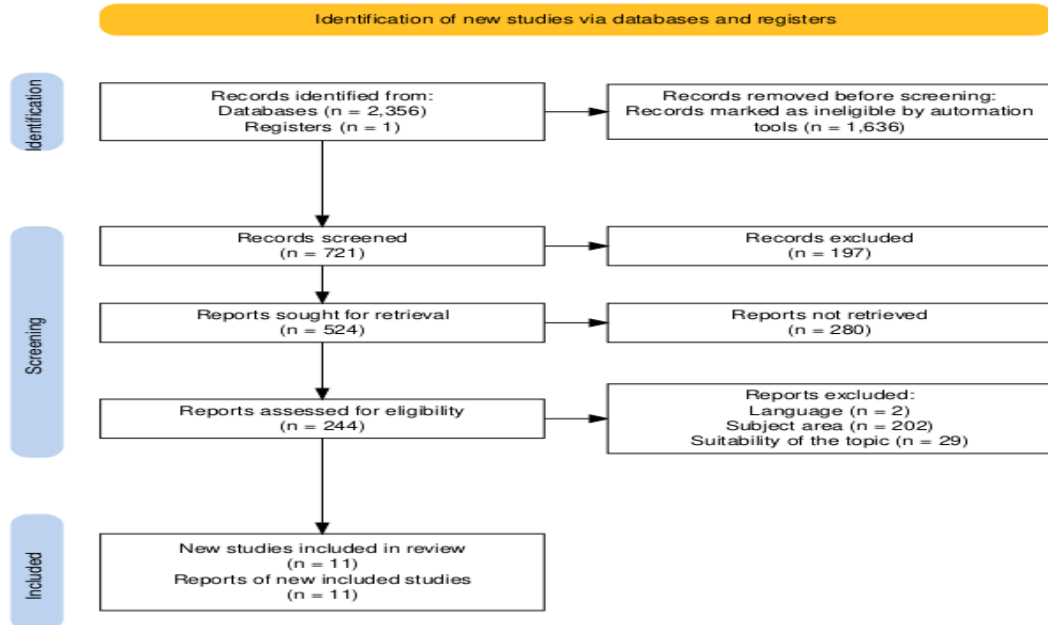 Identification of new studies via databases and registers
Identification
Records identified from:
Databases (n = 2,356)
Registers (n = 1)
Records removed before screening:
Records marked as ineligible by automation
tools (n = 1,636)
Screening
Records screened
(n = 721)
Records excluded
(n = 197)
Reports sought for retrieval
(n = 524)
Reports not retrieved
(n = 280)
Reports assessed for eligibility
(n = 244)
Reports excluded:
Language (n = 2)
Subject area (n = 202)
Suitability of the topic (n = 29)
Included
New studies included in review
(n = 11)
Reports of new included studies
(n = 11)